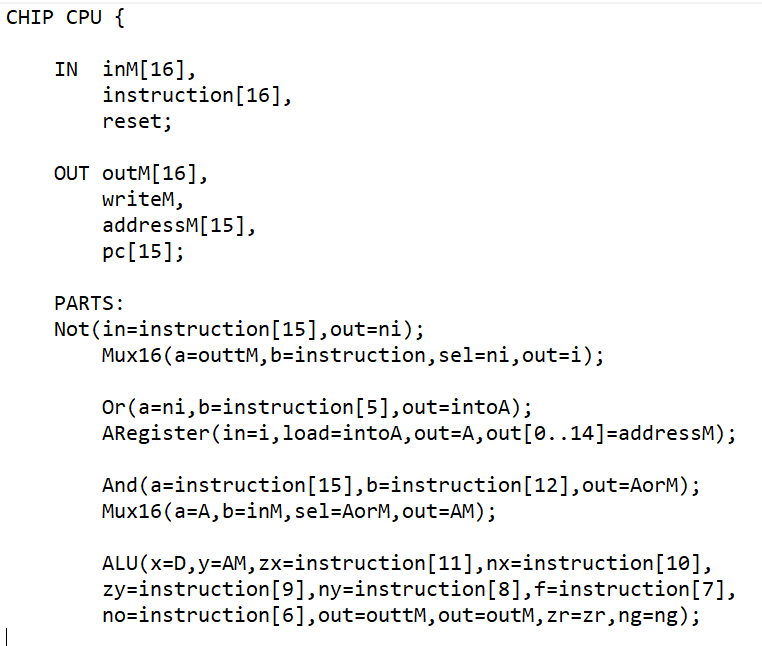 CHIP CPU {
IN  inM[16],
instruction[16],
reset;
OUT outM[16],
writeM,
addressM[15],
pc[15];
PARTS:
Not(in=instruction[15],out=ni);
Mux16(a=outtM,b=instruction,sel=ni,out=i);
Or(a=ni,b=instruction[5],out=intoA);
ARegister(in=i,load=intoA,out=A,out[0..14]=addressM);
And(a=instruction[15],b=instruction[12],out=AorM);
Mux16(a=A,b=inM,sel=AorM,out=AM);
ALU(x=D,y=AM,zx=instruction[11],nx=instruction[10],
zy=instruction[9],ny=instruction[8],f=instruction[7],
no=instruction[6],out=outtM,out=outM,zr=zr,ng=ng);